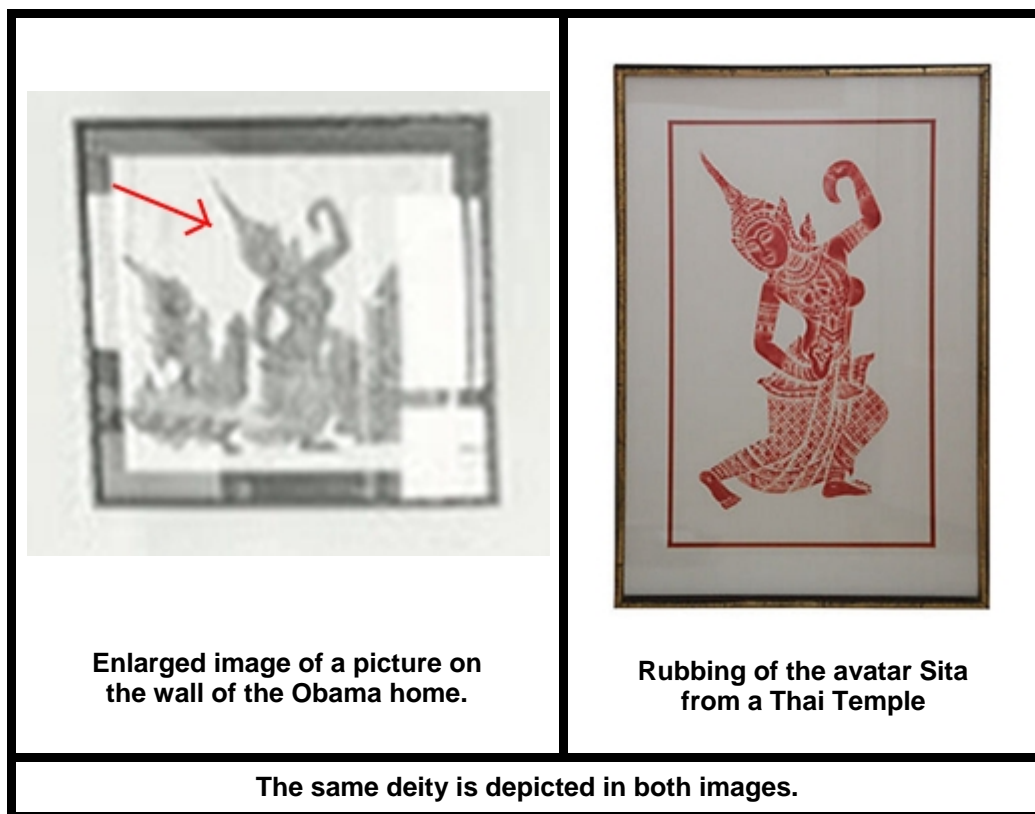 Enlarged image of a picture on
the wall of the Obama home.
Rubbing of the avatar Sita
from a Thai Temple
The same deity is depicted in both images.